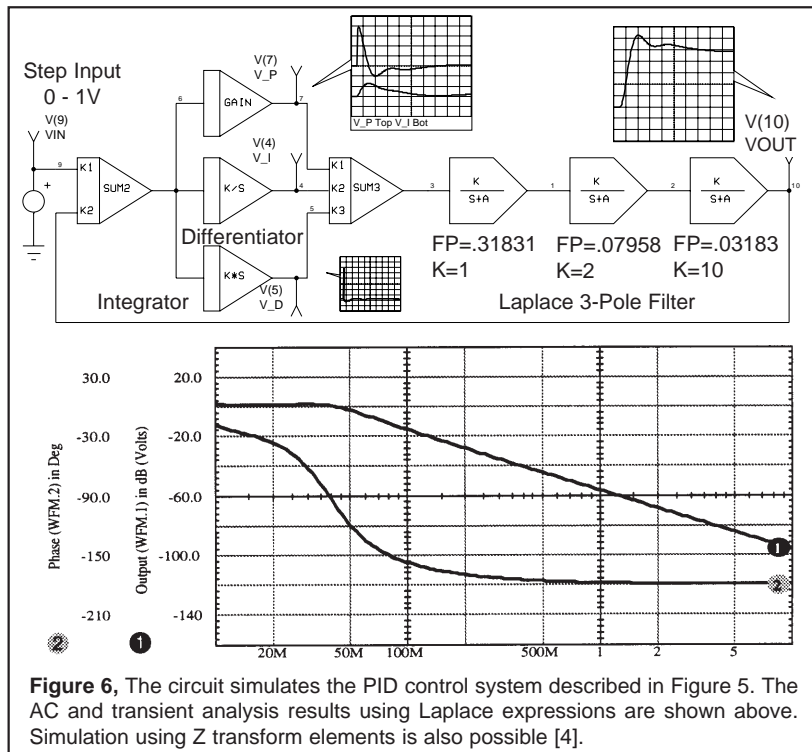 Step Input
0 - 1V
V(9)
VIN
9
K1
K2
SUM2
6
GAIN
V(7)
V_P
7
V_P Top V_I Bot
K/S
V(4)
V_I
4
Differentiator
K*S
V(5)
V_D
5
Integrator
K1
K2
K3
SUM3
3
K
S+A
1
K
S+A
2
K
S+A
10
V(10)
VOUT
FP=.31831 FP=.07958 FP=.03183
K=1 K=2 K=10
Laplace 3-Pole Filter
Phase (WFM.2) in Deg
30.0
-30.0
-90.0
-150
-210
Output (WFM.1) in dB (Volts)
20.0
-20.0
-60.0
-100.0
-140
2
1
1
2
20M 50M 100M 500M 1 2 5
Figure 6, The circuit simulates the PID control system described in Figure 5. The
AC and transient analysis results using Laplace expressions are shown above.
Simulation using Z transform elements is also possible [4].